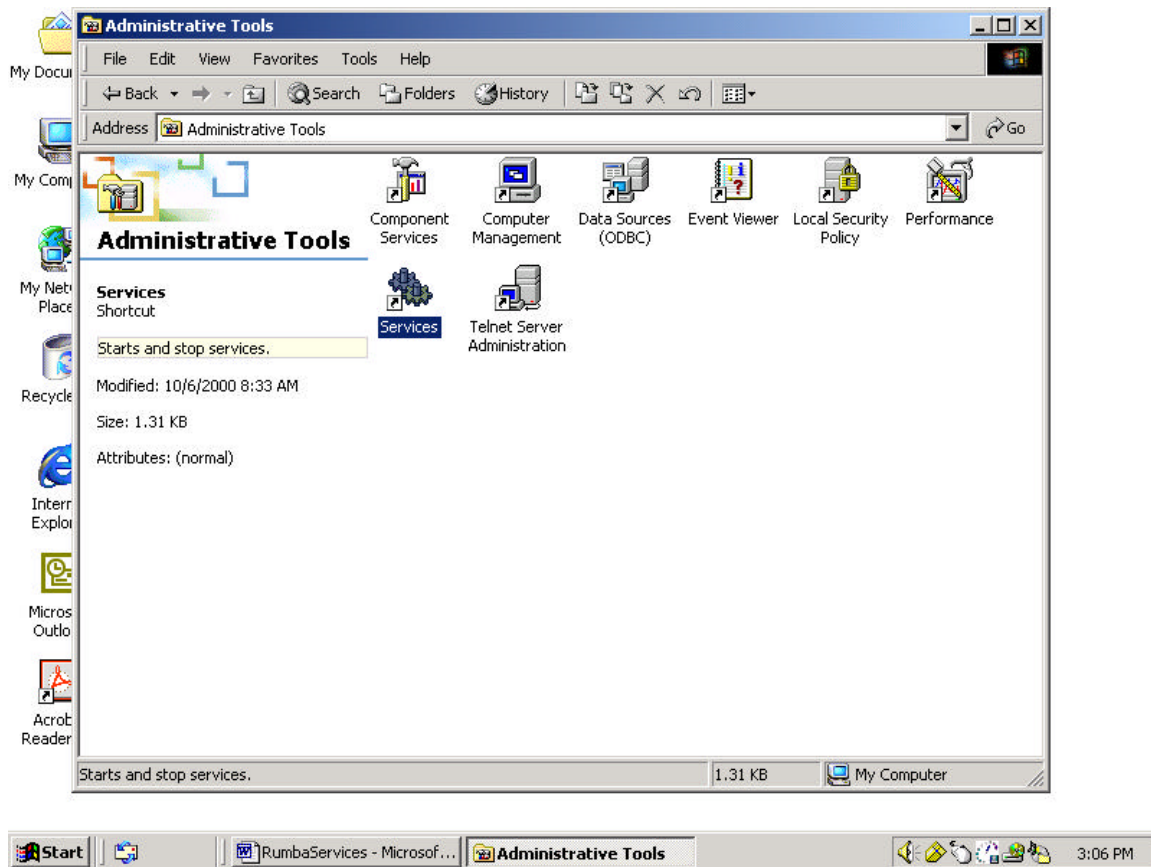 Administrative Tools
File Edit View Favorites Tools Help
Back Search Folders History
Address Administrative Tools Go
Administrative Tools
Services
Shortcut
Starts and stop services.
Modified: 10/6/2000 8:33 AM
Size: 1.31 KB
Attributes: (normal)
Component
Services
Computer
Management
Data Sources
(ODBC)
Event Viewer
Local Security
Policy
Performance
Services
Telnet Server
Administration
Starts and stop services. 1.31 KB My Computer
My Docu
My Com
My Net
Place
Recycle
Intern
Explo
Micros
Outlo
Acrob
Reader
Start RumbaServices - Microsof... Administrative Tools 3:06 PM